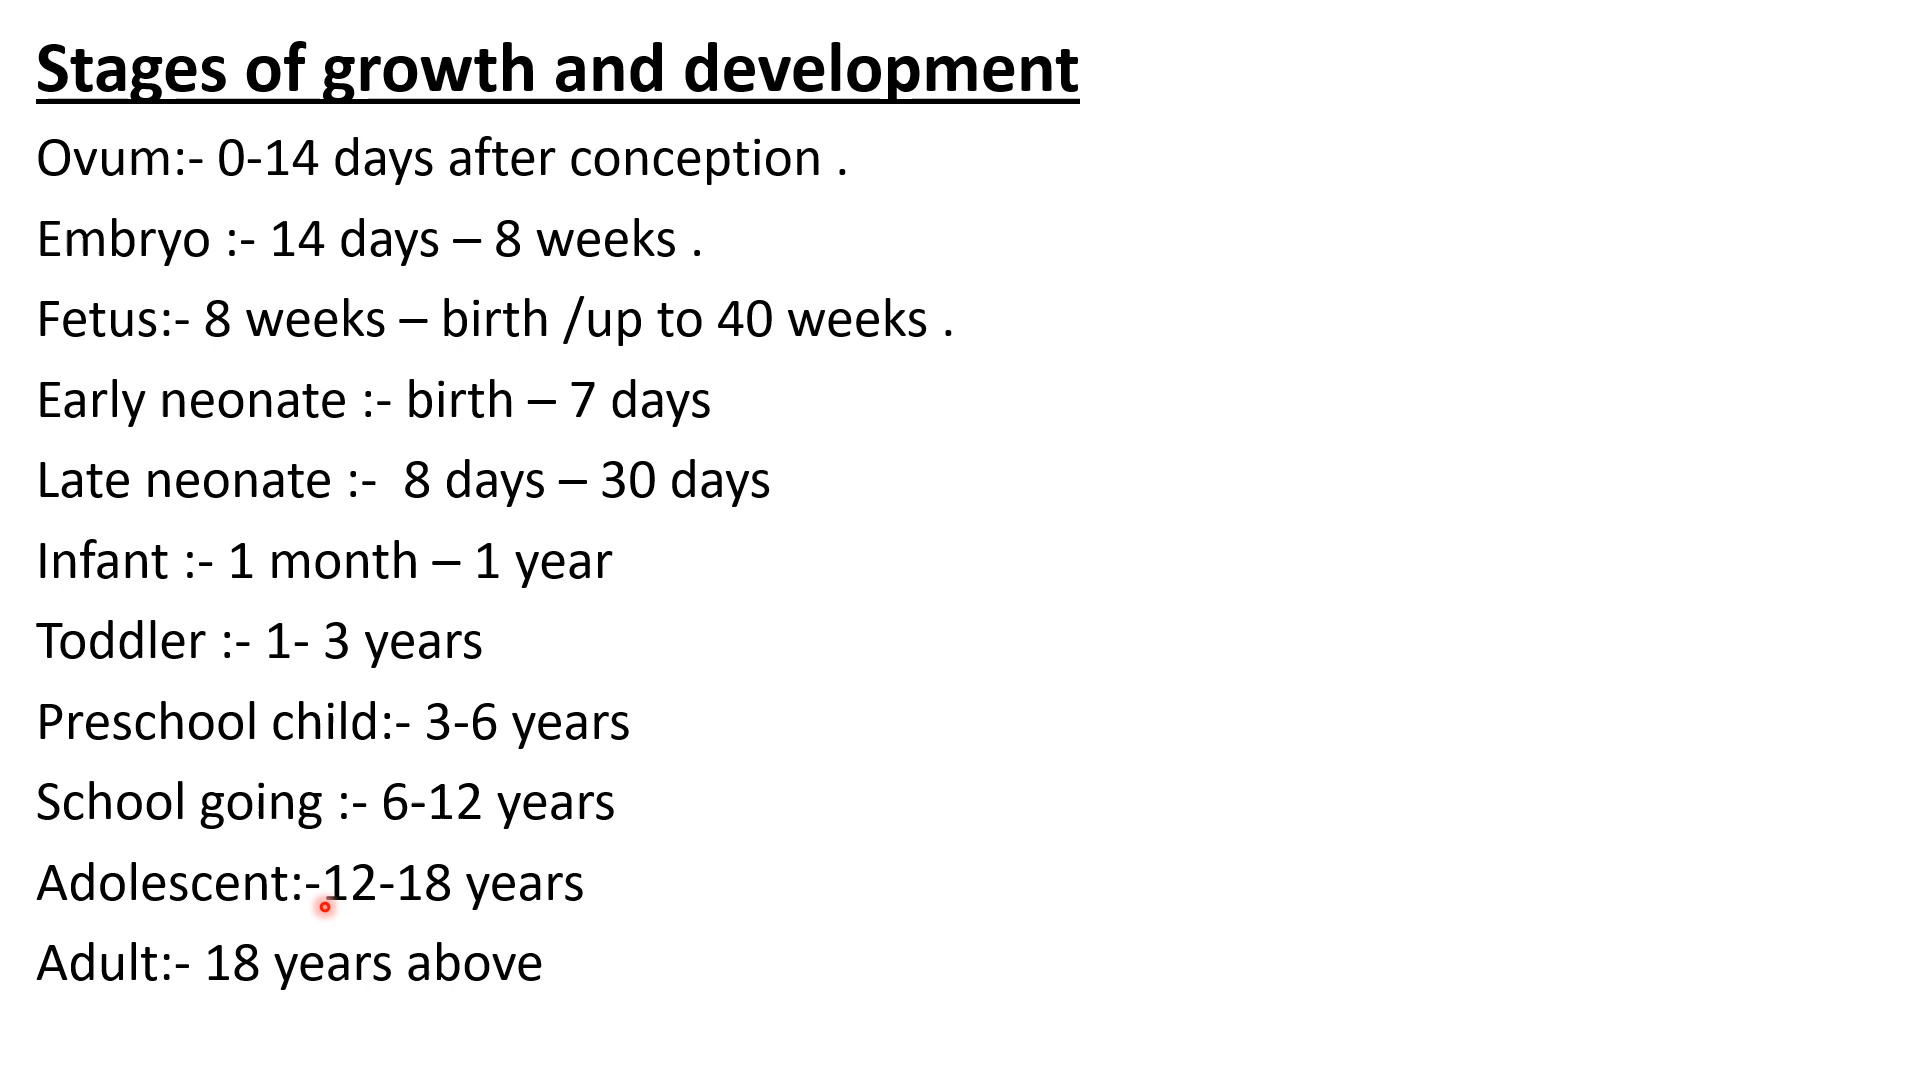 Stages of growth and development
Ovum:- 0-14 days after conception .
Embryo :- 14 days – 8 weeks .
Fetus:- 8 weeks – birth /up to 40 weeks .
Early neonate :- birth – 7 days
Late neonate :-  8 days – 30 days
Infant :- 1 month – 1 year
Toddler :- 1- 3 years
Preschool child:- 3-6 years
School going :- 6-12 years
Adolescent:-12-18 years
Adult:- 18 years above